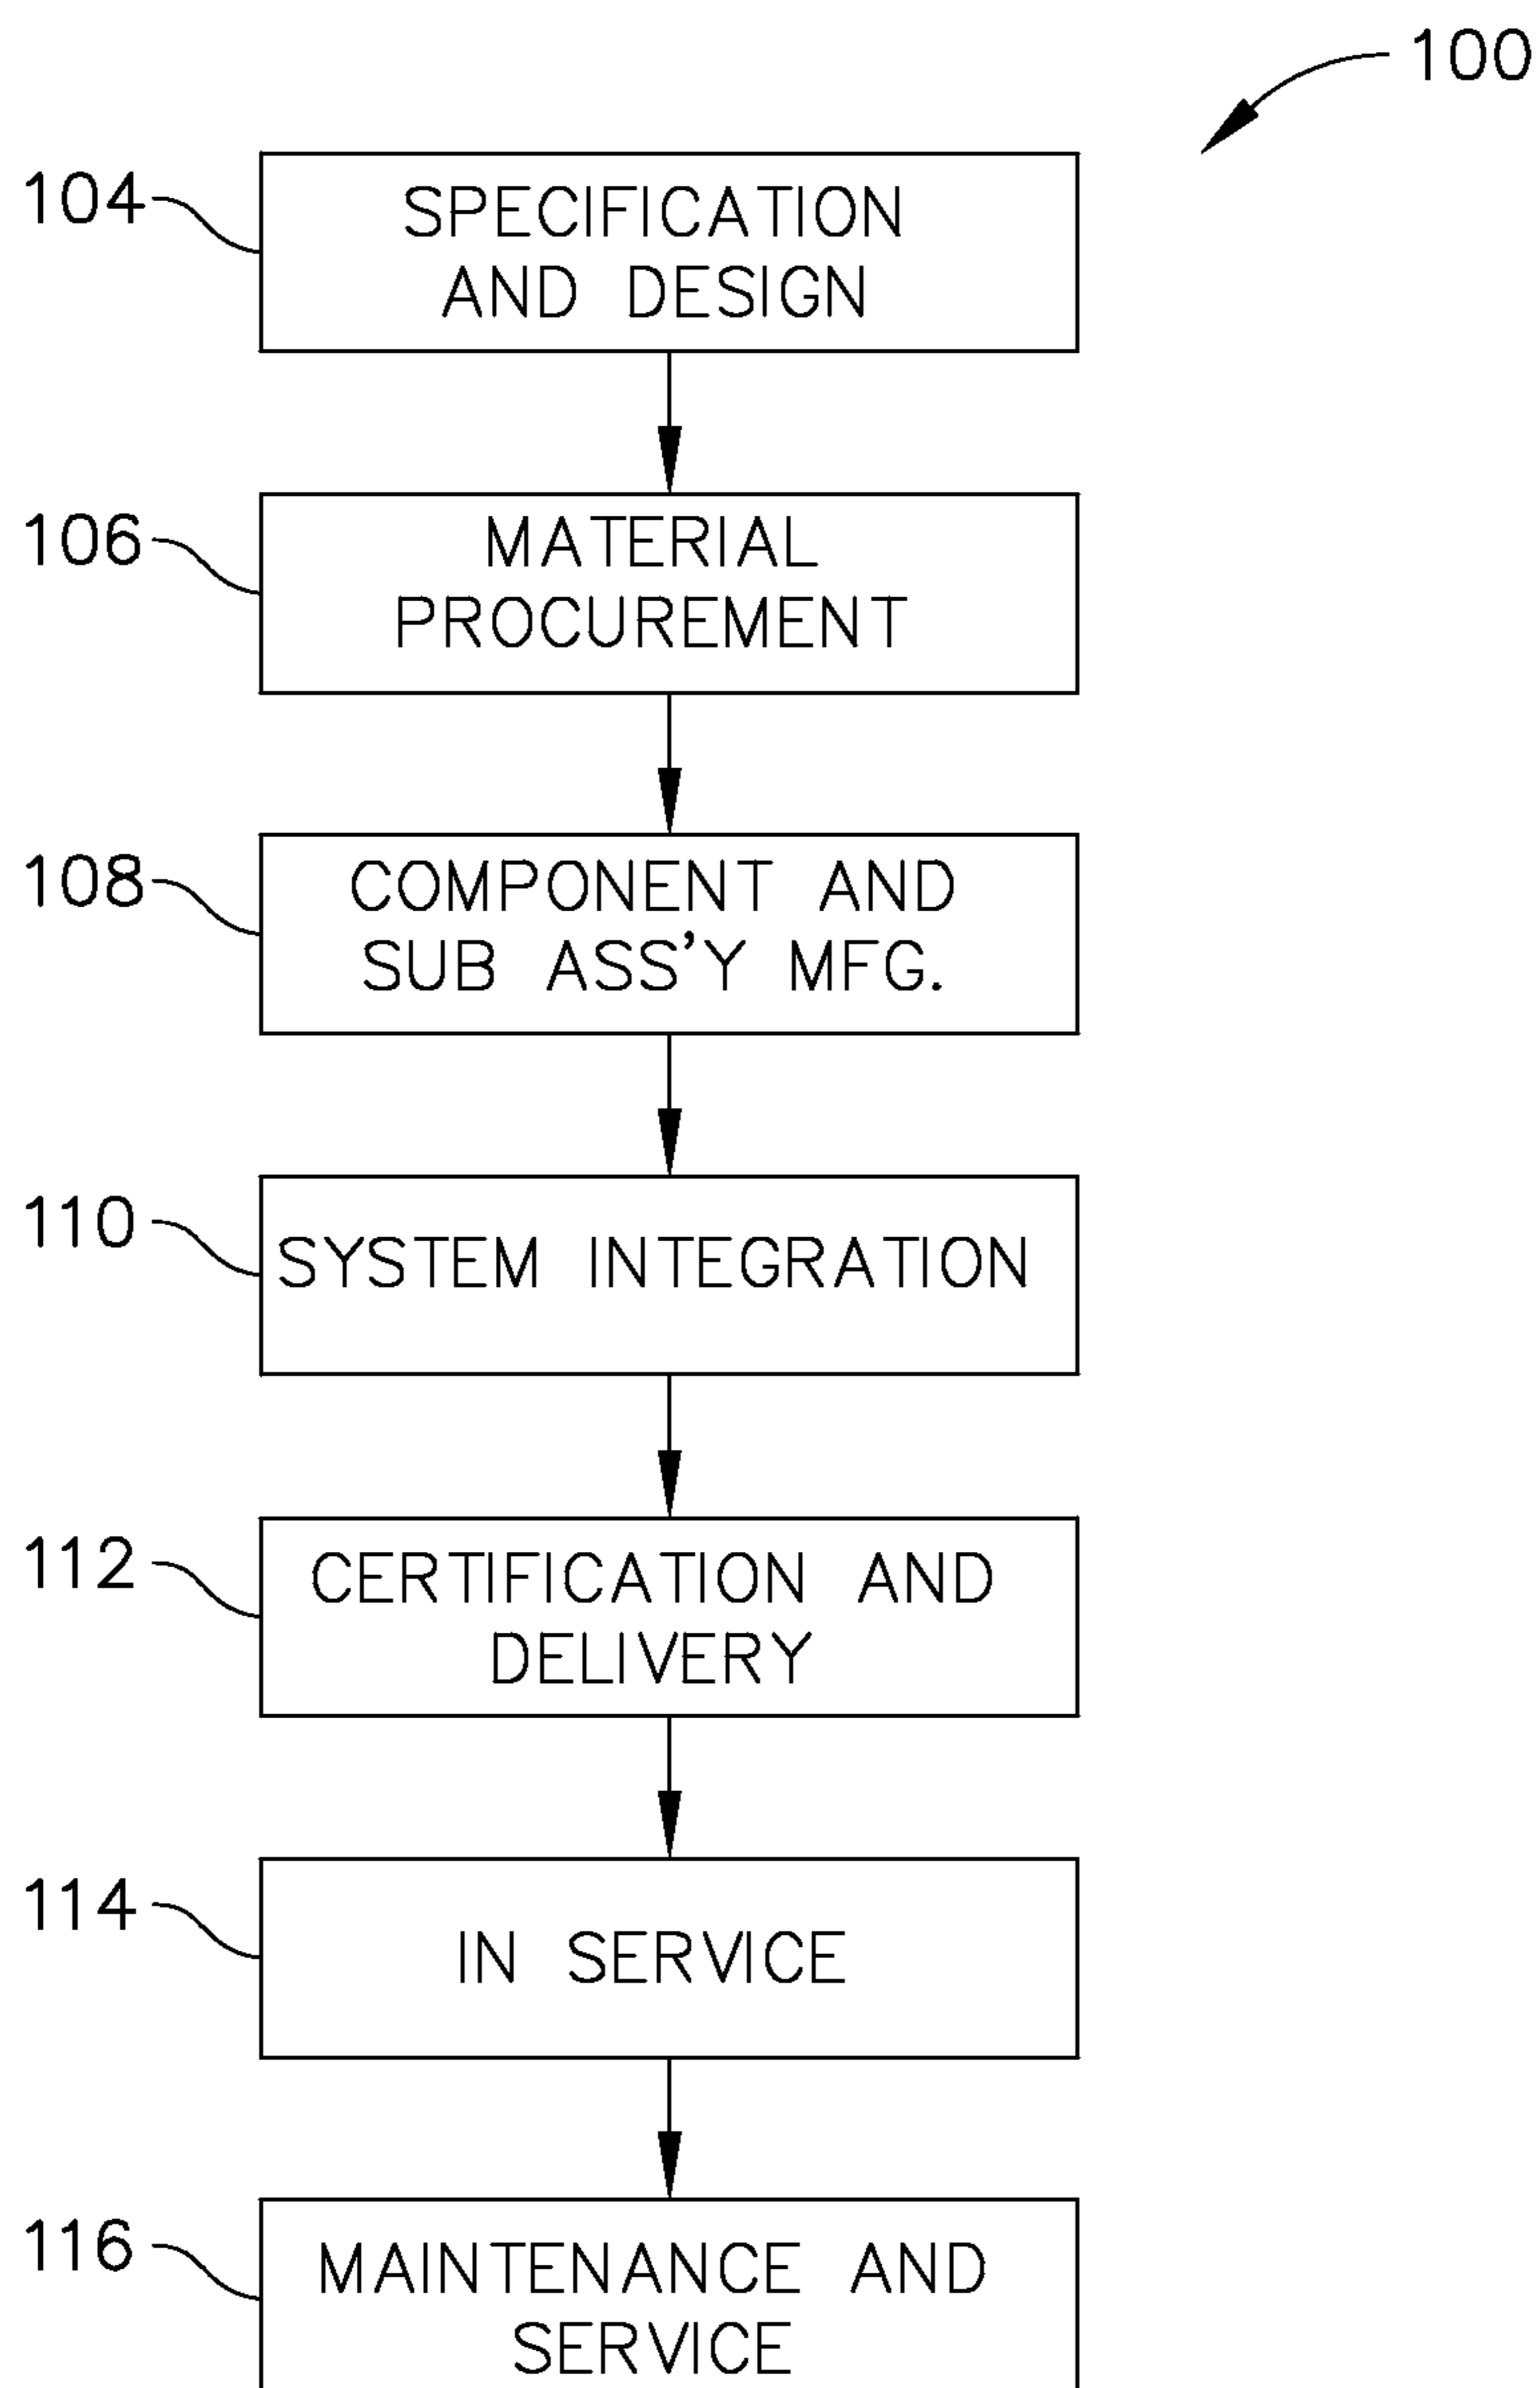 100
104
SPECIFICATION
AND DESIGN
106
MATERIAL
PROCUREMENT
108
COMPONENT AND
SUB ASS'Y MFG.
110
SYSTEM INTEGRATION
112
CERTIFICATION AND
DELIVERY
114
IN SERVICE
116
MAINTENANCE AND
SERVICE